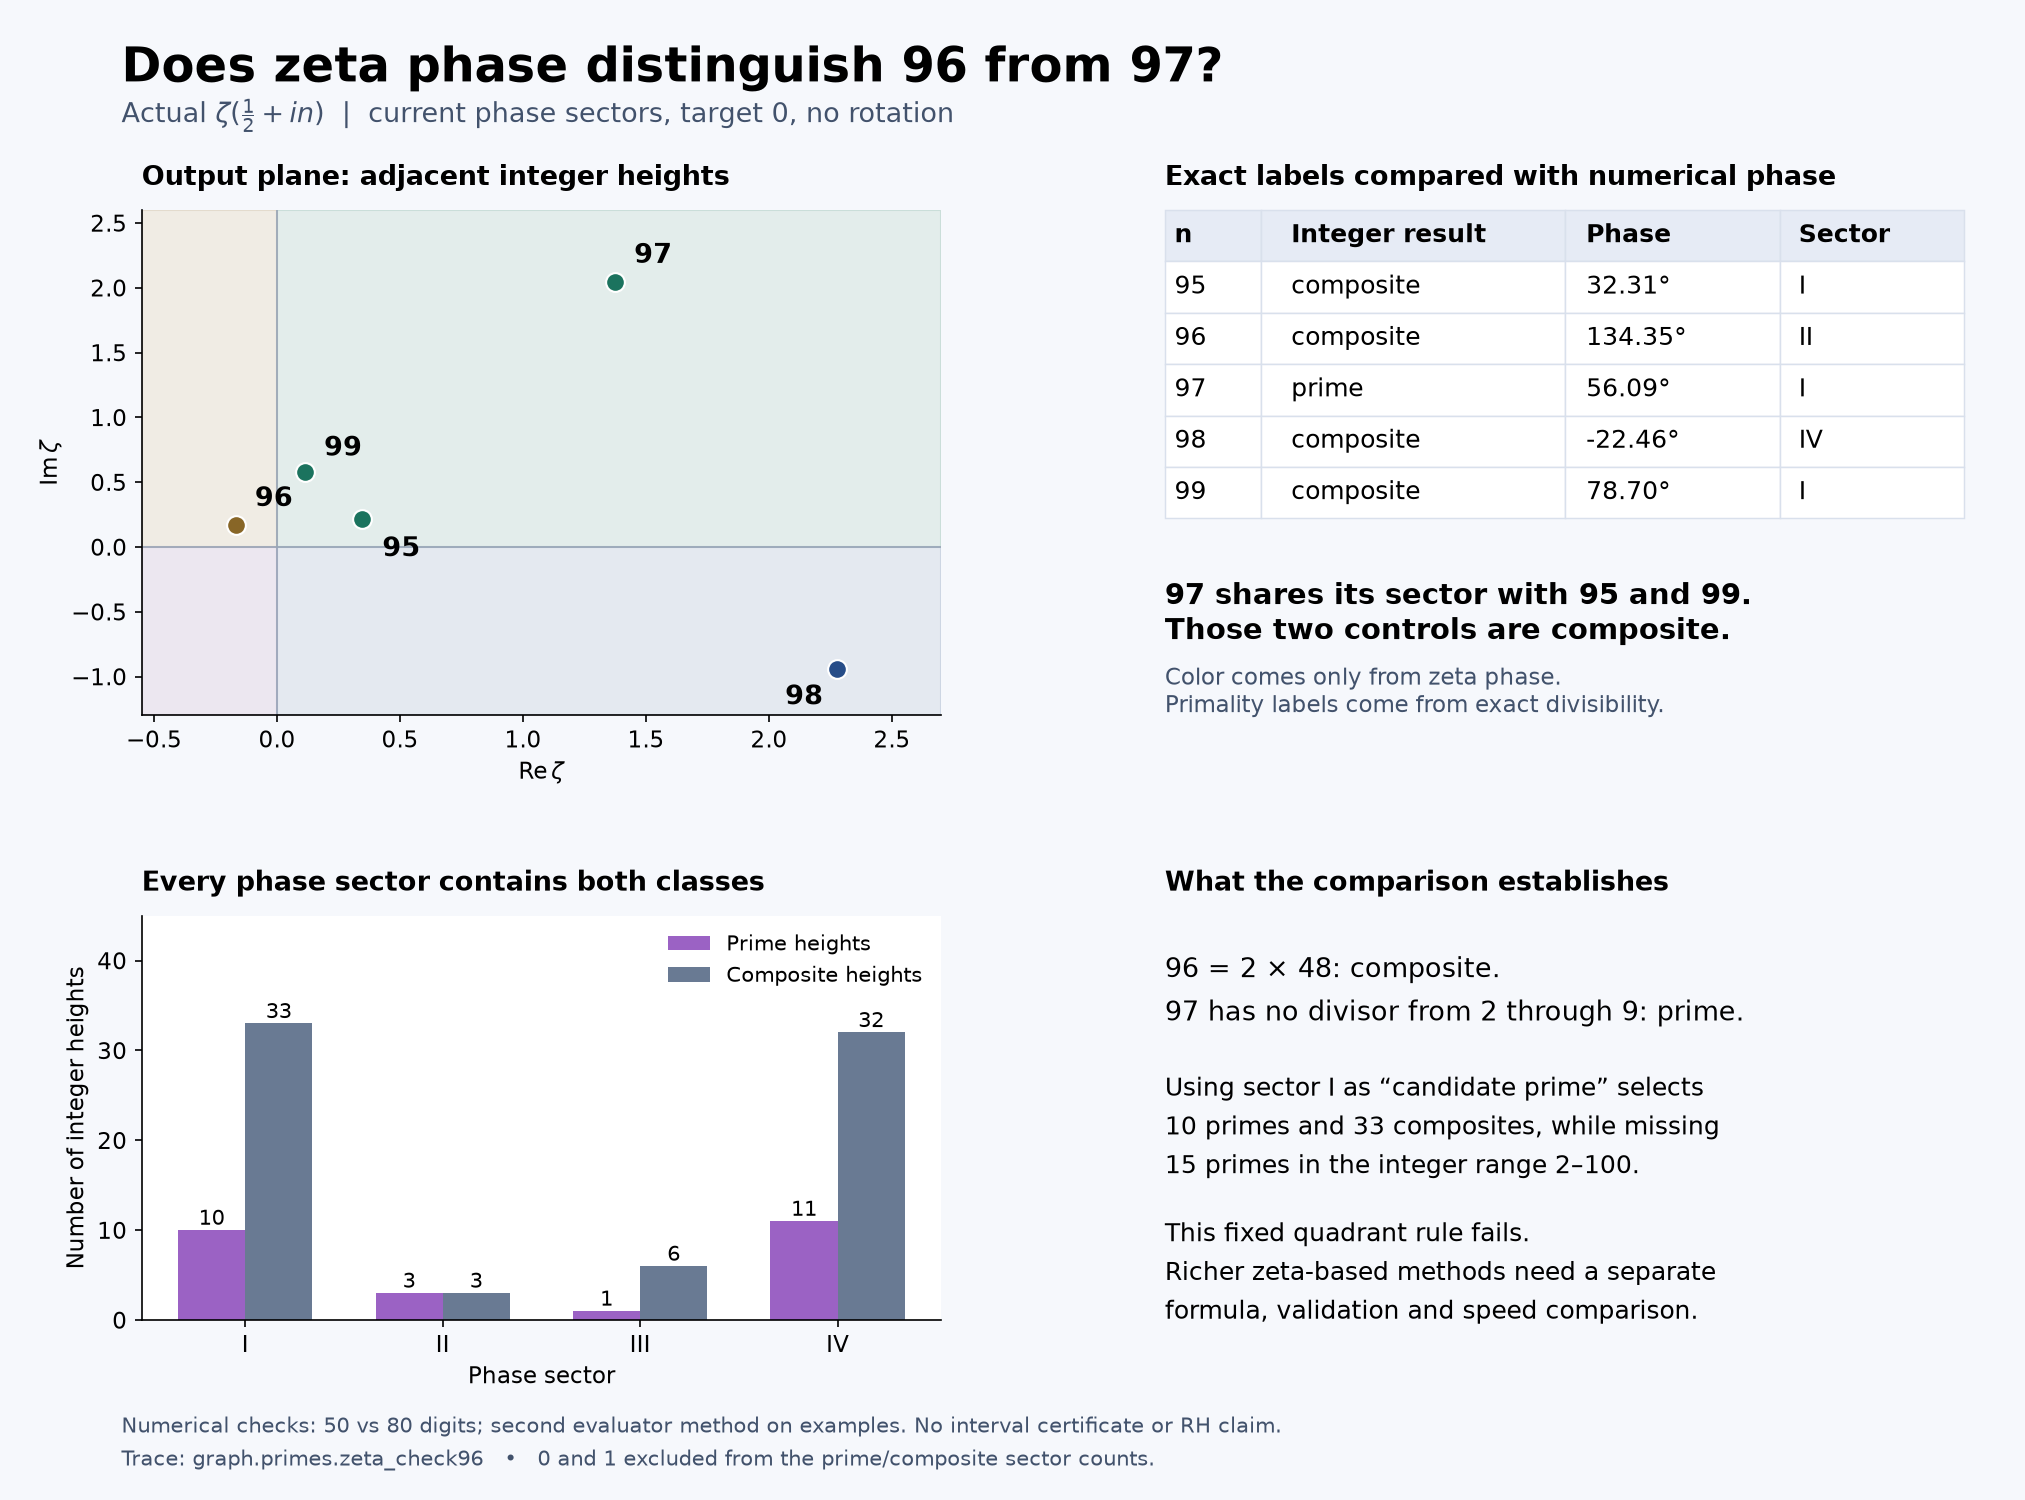 Does zeta phase distinguish 96 from 97?
Actual ζ(1/2 + in) | current phase sectors, target 0, no rotation
Output plane: adjacent integer heights
2.5
2.0
1.5
1.0
0.5
0.0
−0.5
−1.0
Im ζ
97
99
96
95
98
−0.5 0.0 0.5 1.0 1.5 2.0 2.5
Re ζ
Exact labels compared with numerical phase
n Integer result Phase Sector
95 composite 32.31° I
96 composite 134.35° II
97 prime 56.09° I
98 composite -22.46° IV
99 composite 78.70° I
97 shares its sector with 95 and 99.
Those two controls are composite.
Color comes only from zeta phase.
Primality labels come from exact divisibility.
Every phase sector contains both classes
Number of integer heights
40
30
20
10
0
Prime heights
Composite heights
10 33
3 3
1 6
11 32
I II III IV
Phase sector
What the comparison establishes
96 = 2 × 48: composite.
97 has no divisor from 2 through 9: prime.
Using sector I as “candidate prime” selects
10 primes and 33 composites, while missing
15 primes in the integer range 2–100.
This fixed quadrant rule fails.
Richer zeta-based methods need a separate
formula, validation and speed comparison.
Numerical checks: 50 vs 80 digits; second evaluator method on examples. No interval certificate or RH claim.
Trace: graph.primes.zeta_check96 • 0 and 1 excluded from the prime/composite sector counts.